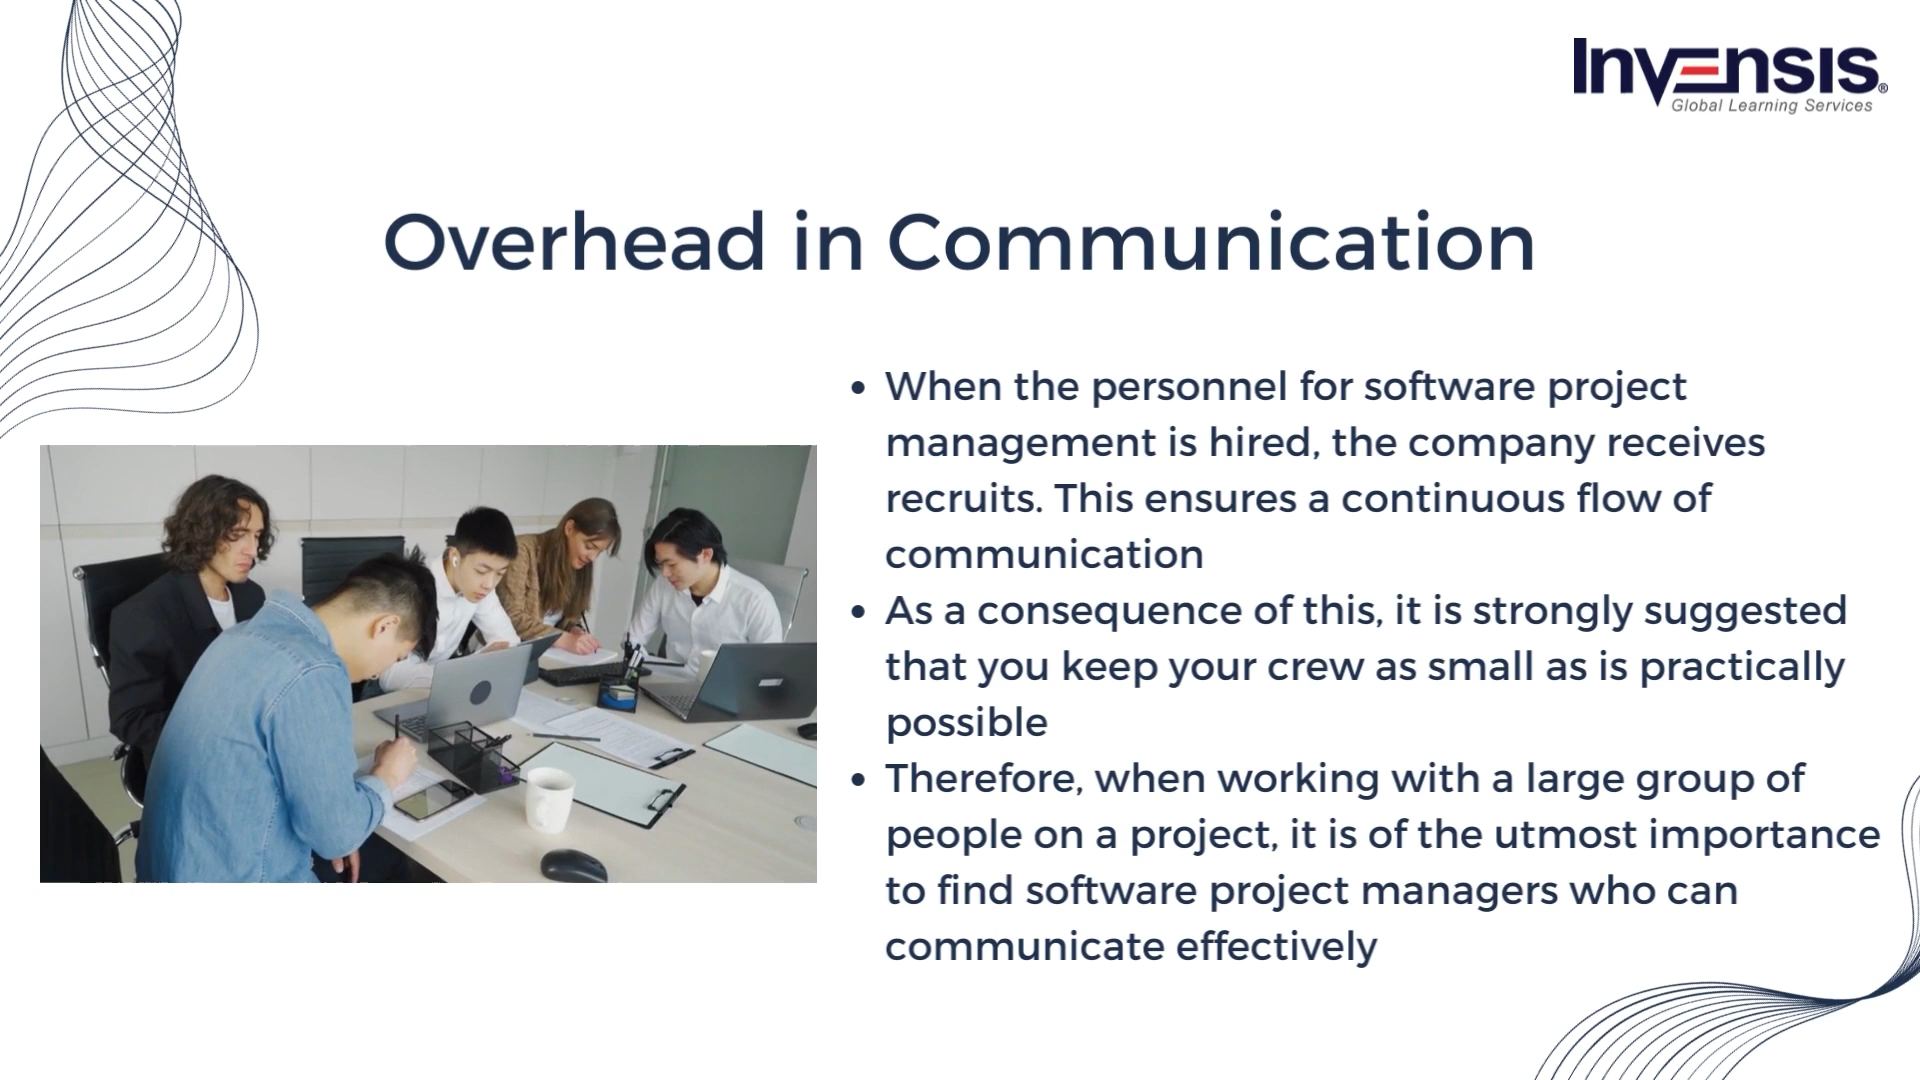 Invensis®
Global Learning Services
Overhead in Communication
• When the personnel for software project
management is hired, the company receives
recruits. This ensures a continuous flow of
communication
• As a consequence of this, it is strongly suggested
that you keep your crew as small as is practically
possible
• Therefore, when working with a large group of
people on a project, it is of the utmost importance
to find software project managers who can
communicate effectively